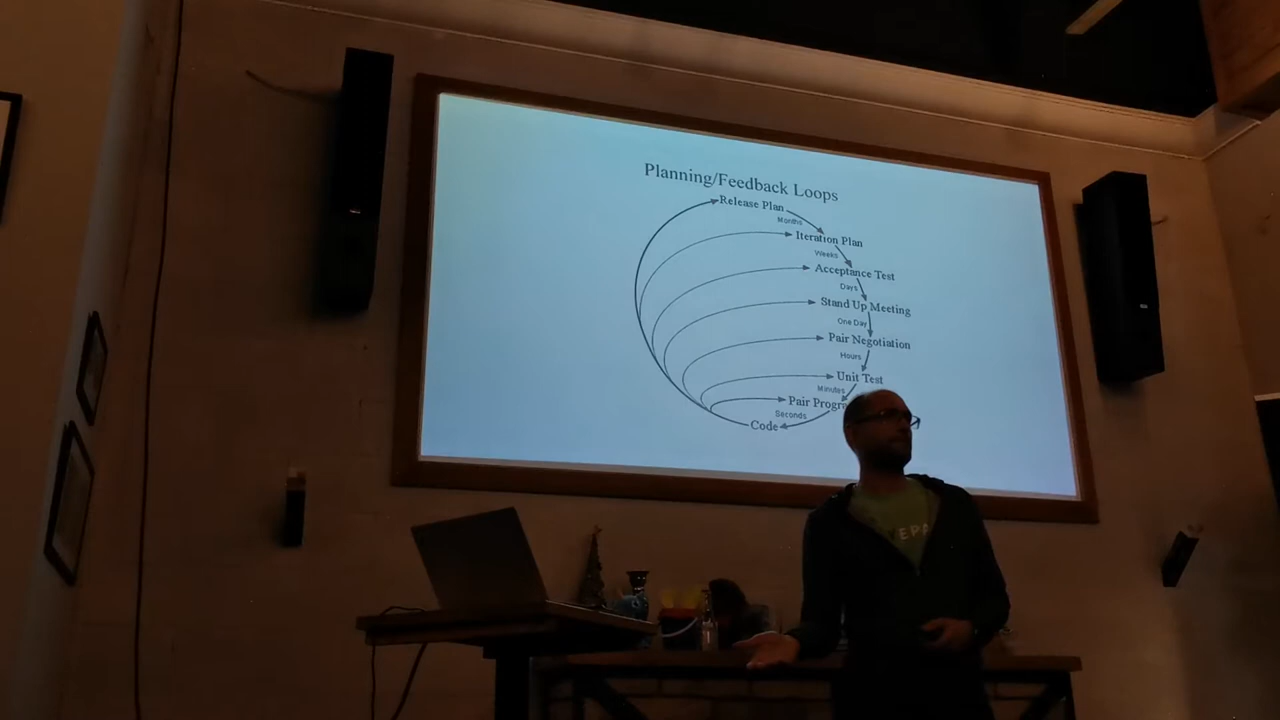 Planning/Feedback Loops
Release Plan
Months
Iteration Plan
Weeks
Acceptance Test
Days
Stand Up Meeting
One Day
Pair Negotiation
Hours
Unit Test
Minutes
Pair
Seconds
Code